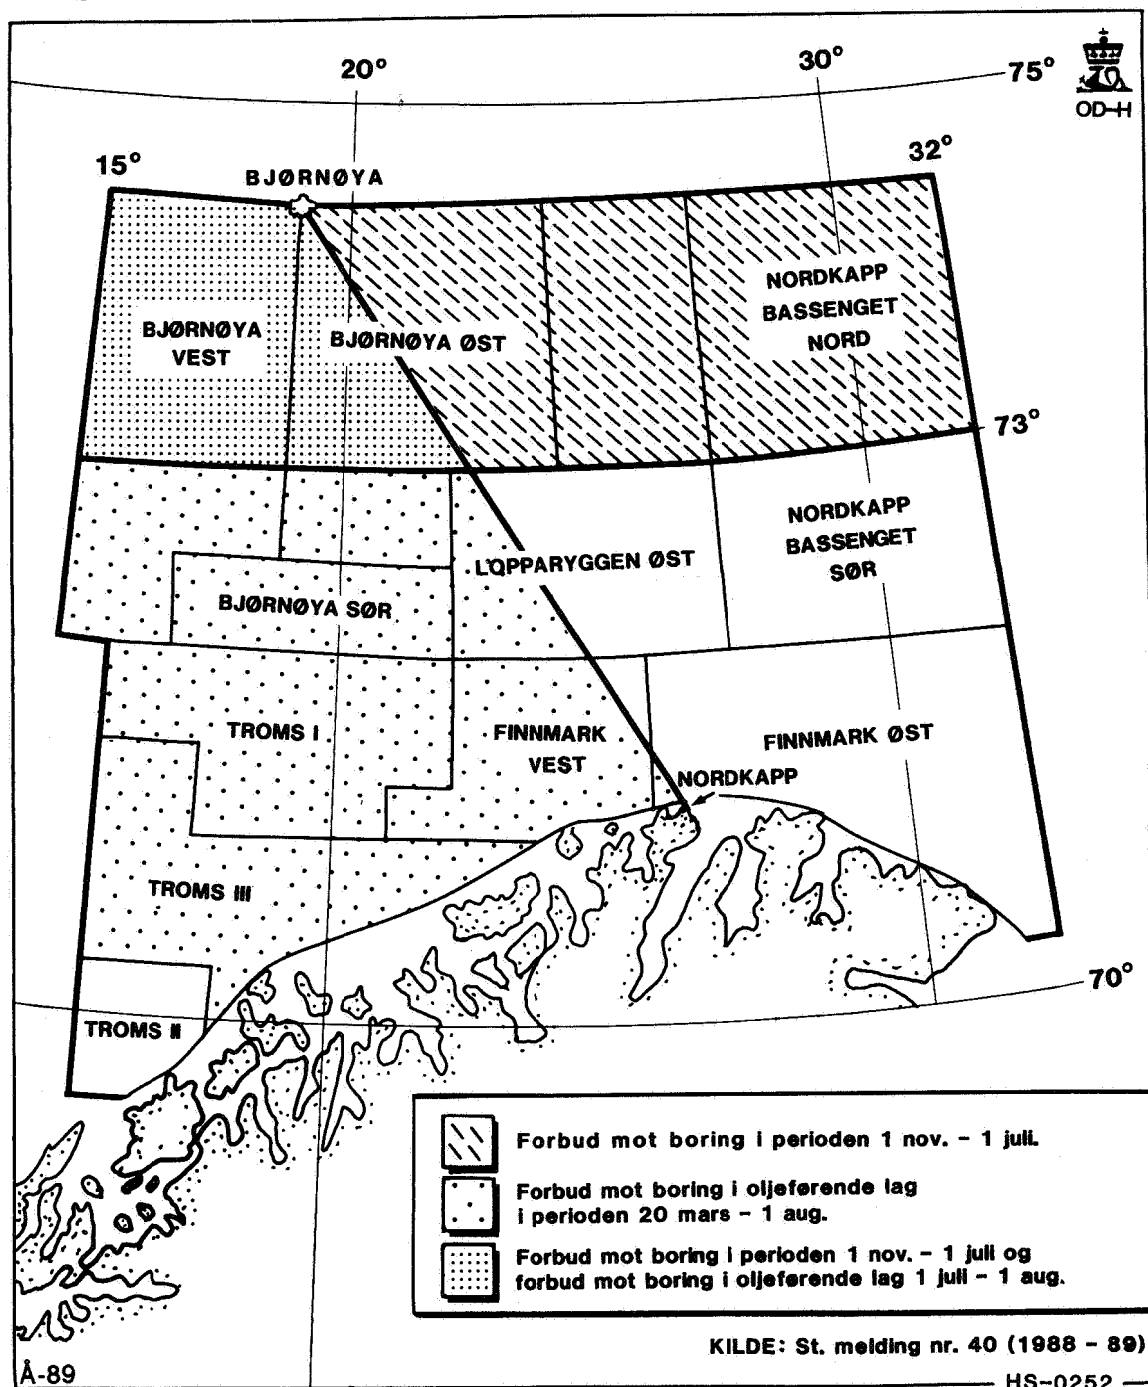 20°
30°
75°
OD-H
15°
BJØRNØYA
32°
NORDKAPP
BASSENGET
NORD
BJØRNØYA
VEST
BJØRNØYA ØST
73°
NORDKAPP
BASSENGET
SØR
LOPPARYGGEN ØST
BJØRNØYA SØR
TROMS I
FINNMARK
VEST
FINNMARK ØST
NORDKAPP
TROMS III
70°
TROMS II
Forbud mot boring i perioden 1 nov. - 1 juli.
Forbud mot boring i oljeførende lag
i perioden 20 mars - 1 aug.
Forbud mot boring i perioden 1 nov. - 1 juli og
forbud mot boring i oljeførende lag 1 juli - 1 aug.
KILDE: St. melding nr. 40 (1988 - 89)
Å-89
HS-0252